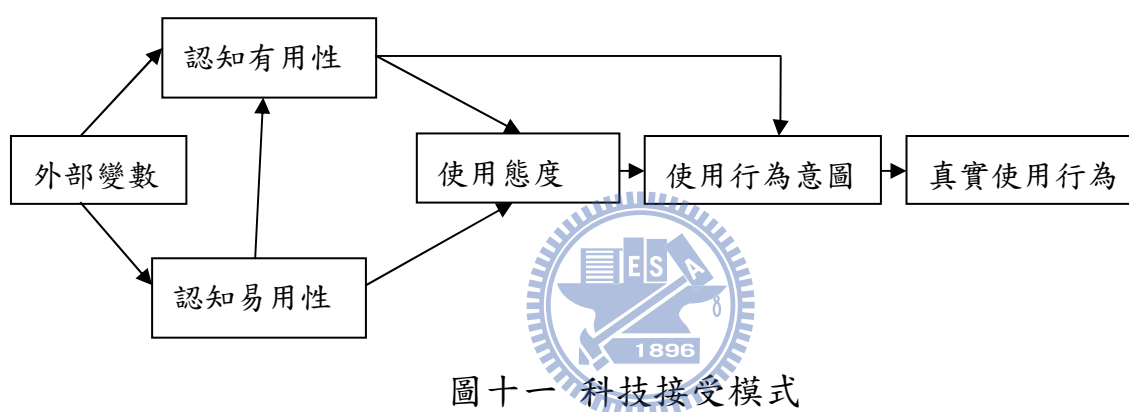 認知有用性
外部變數
使用態度
使用行為意圖
真實使用行為
認知易用性
ESA
1896
圖十一 科技接受模式